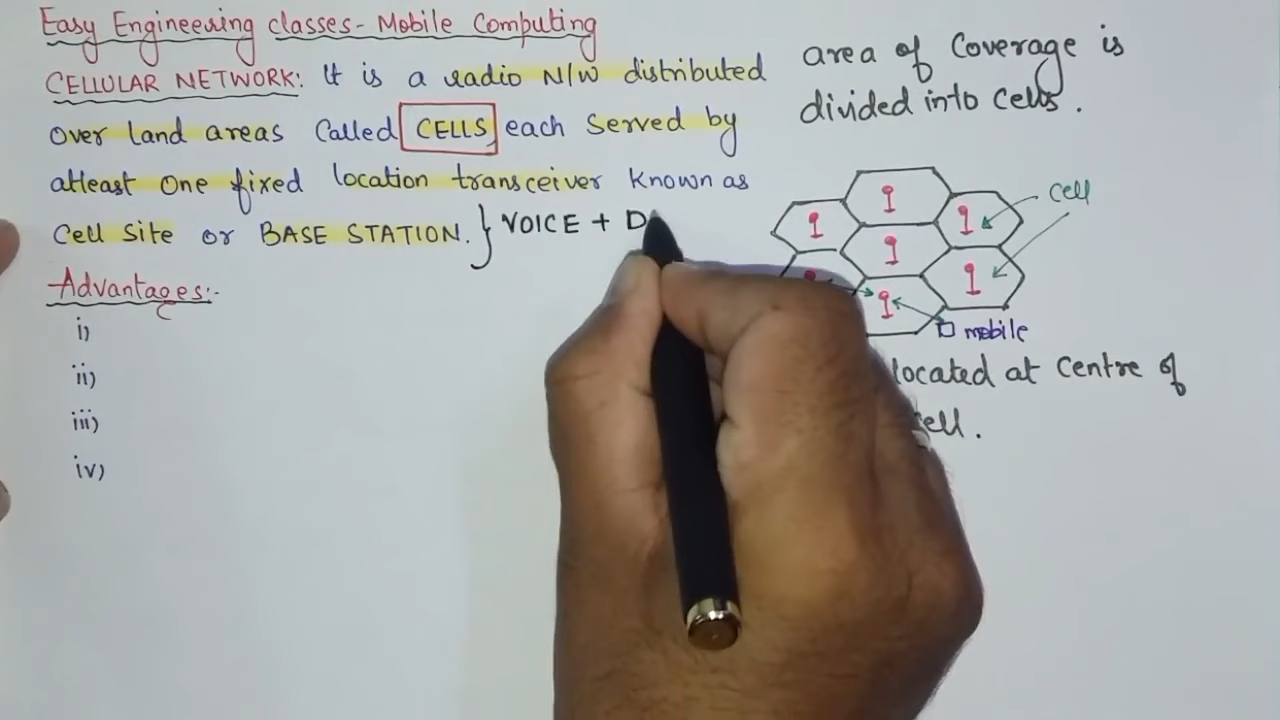 Easy Engineering classes- Mobile Computing
CELLULAR NETWORK: It is a radio N/W distributed
over land areas Called CELLS, each Served by
atleast One fixed location transceiver Known as
Cell Site or BASE STATION. } VOICE + D
Advantages:-
i)
ii)
iii)
iv)
area of Coverage is
divided into Cells.
Cell
mobile
located at Centre of
cell.